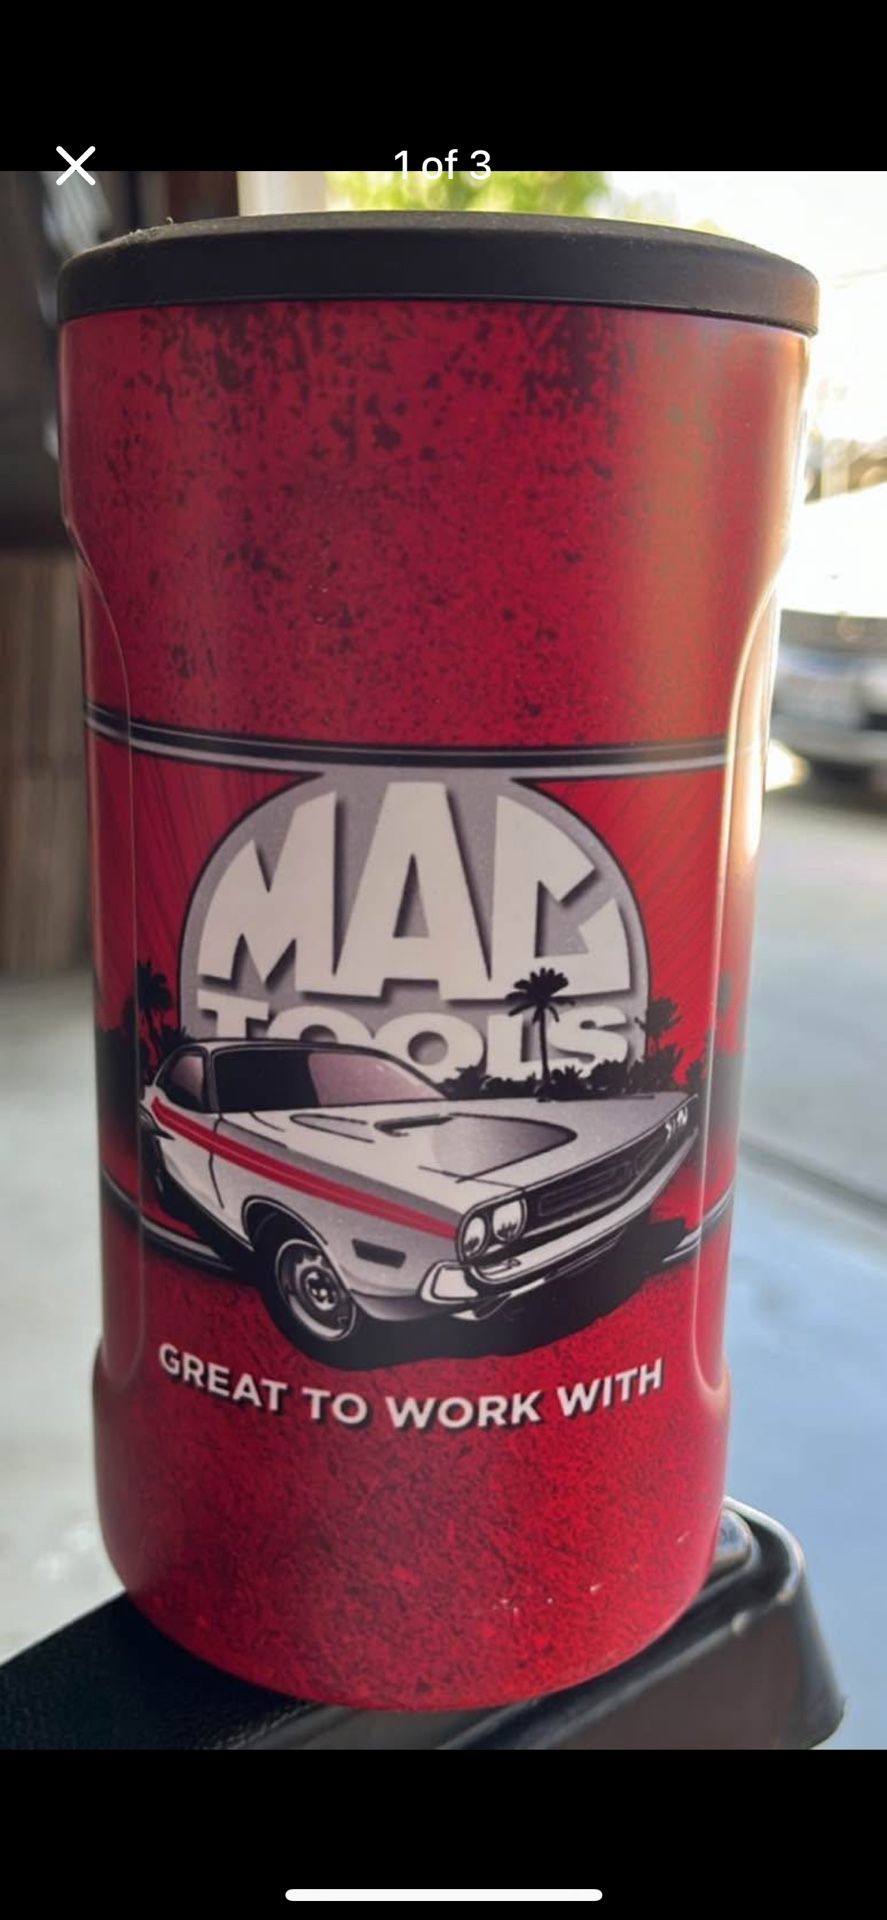 1 of 3
MAC
TOOLS
GREAT TO WORK WITH